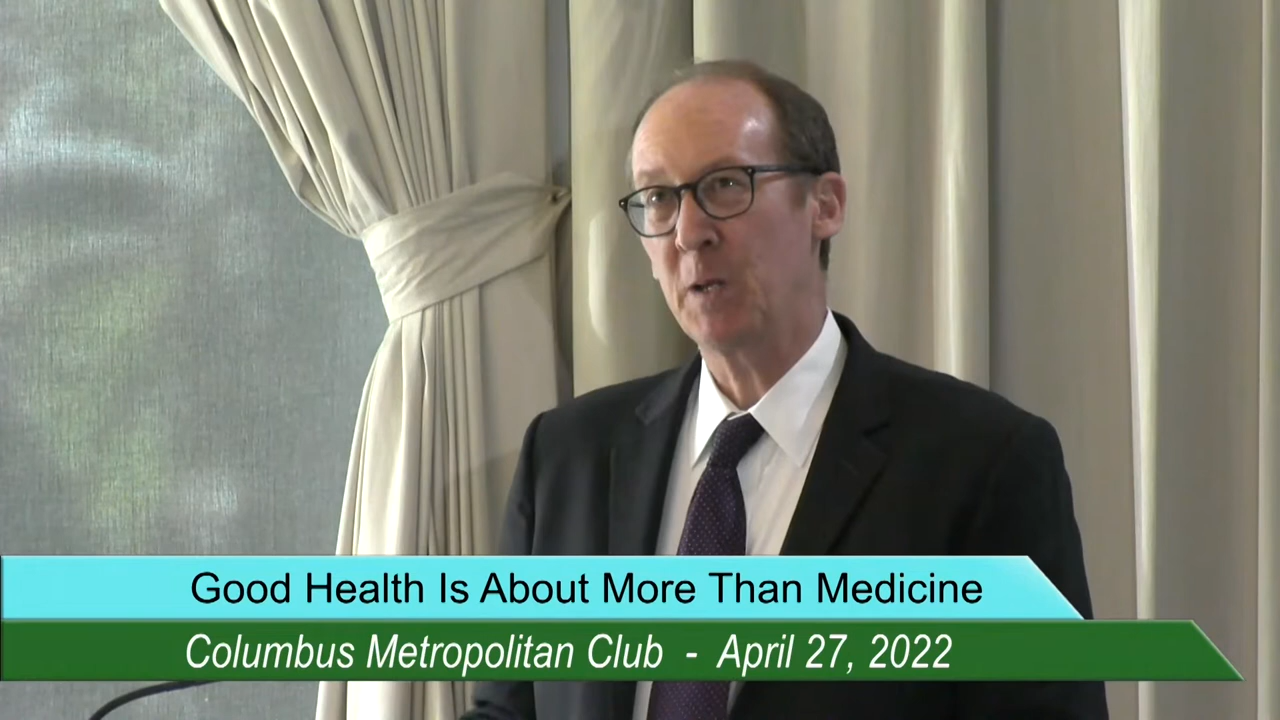 Good Health Is About More Than Medicine
Columbus Metropolitan Club - April 27, 2022